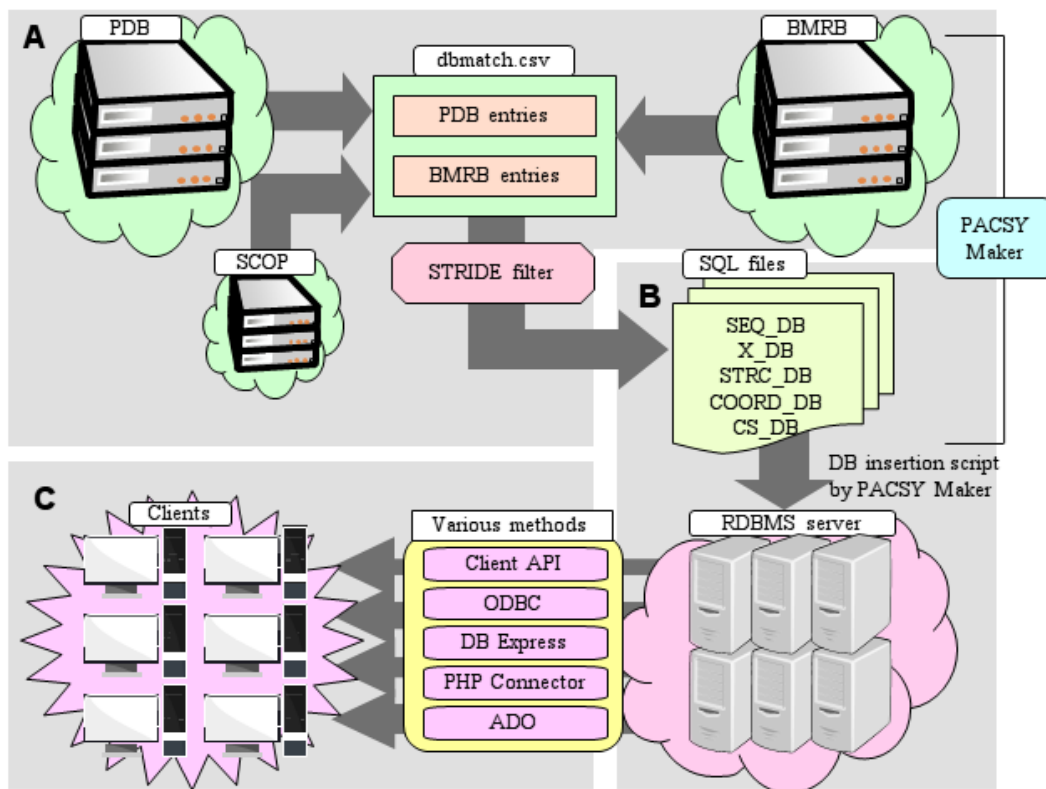 A
PDB
dbmatch.csv
PDB entries
BMRB entries
BMRB
SCOP
STRIDE filter
PACSY
Maker
B
SQL files
SEQ_DB
X_DB
STRC_DB
COORD_DB
CS_DB
DB insertion script
by PACSY Maker
C
Clients
Various methods
Client API
ODBC
DB Express
PHP Connector
ADO
RDBMS server